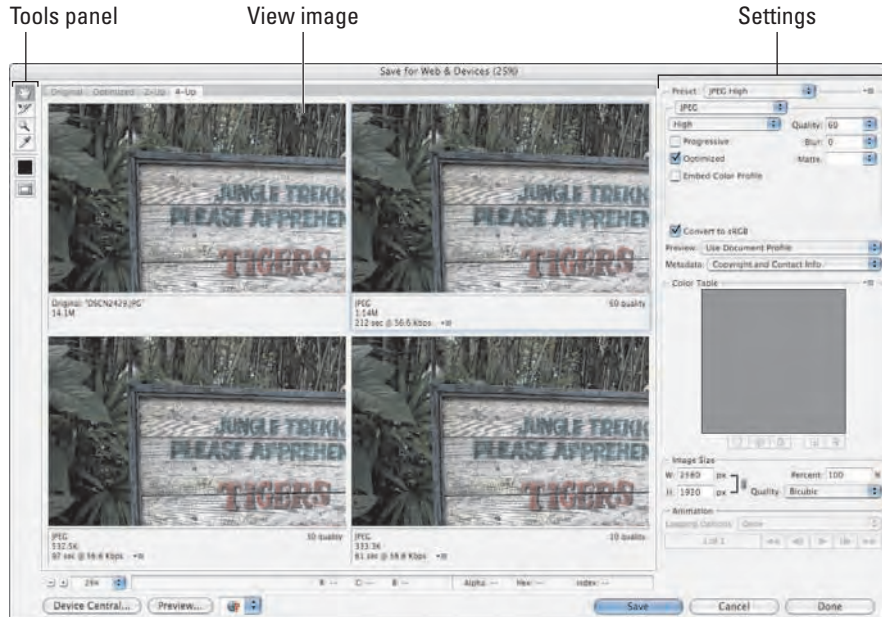 Tools panel View image Settings
Save for Web & Devices (25%)
Original Optimized 2-Up 4-Up
Preset: JPEG High
JPEG
High Quality: 60
Progressive Blur: 0
Optimized Matte:
Embed Color Profile
Convert to sRGB
Preview: Use Document Profile
Metadata: Copyright and Contact Info
Color Table
JUNGLE TREKK
PLEASE APPREHEN
TIGERS
JUNGLE TREKK
PLEASE APPREHEN
TIGERS
Original: "DSCN2429.JPG"
14.1M
JPEG 60 quality
1.54M
212 sec @ 56.6 Kbps
JUNGLE TREKK
PLEASE APPREHEN
TIGERS
JUNGLE TREKK
PLEASE APPREHEN
TIGERS
JPEG 30 quality
532.5K
97 sec @ 56.6 Kbps
JPEG 10 quality
333.3K
61 sec @ 56.6 Kbps
Image Size
W: 2560 px Percent: 100 %
H: 1920 px Quality: Bicubic
Animation
Looping Options: Once
1 of 1
25% R: -- G: -- B: -- Alpha: -- Hex: -- Index: --
Device Central... Preview... Save Cancel Done